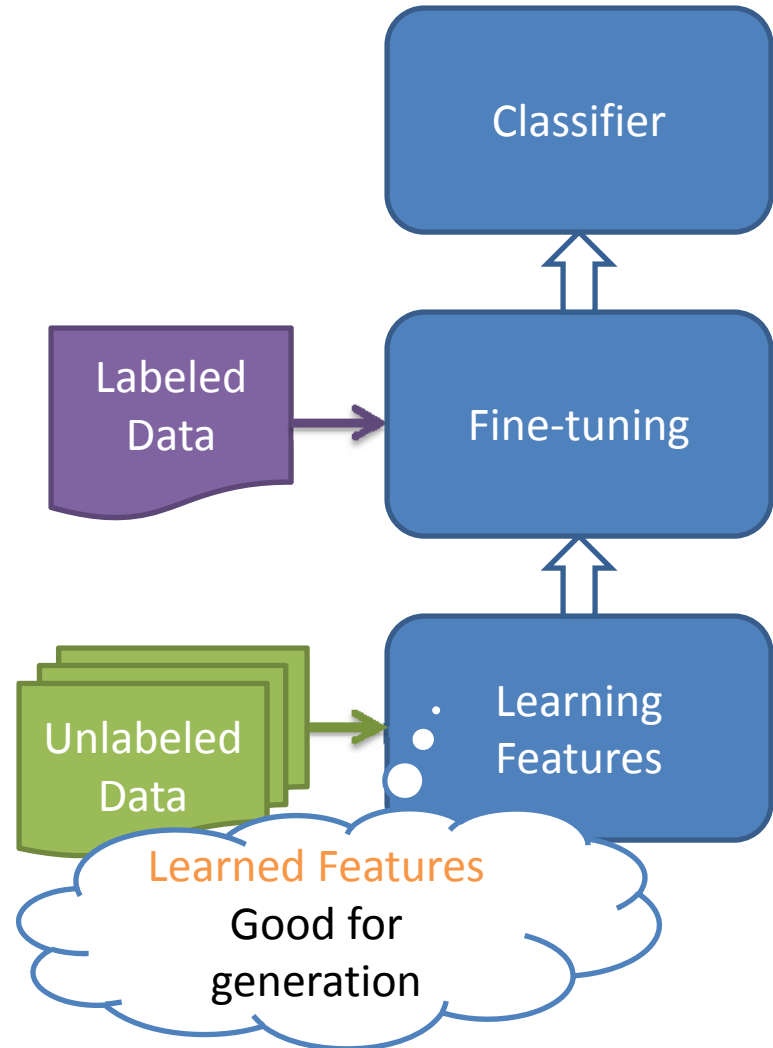 Classifier
Labeled
Data
Fine-tuning
Unlabeled
Data
Learning
Features
Learned Features
Good for
generation